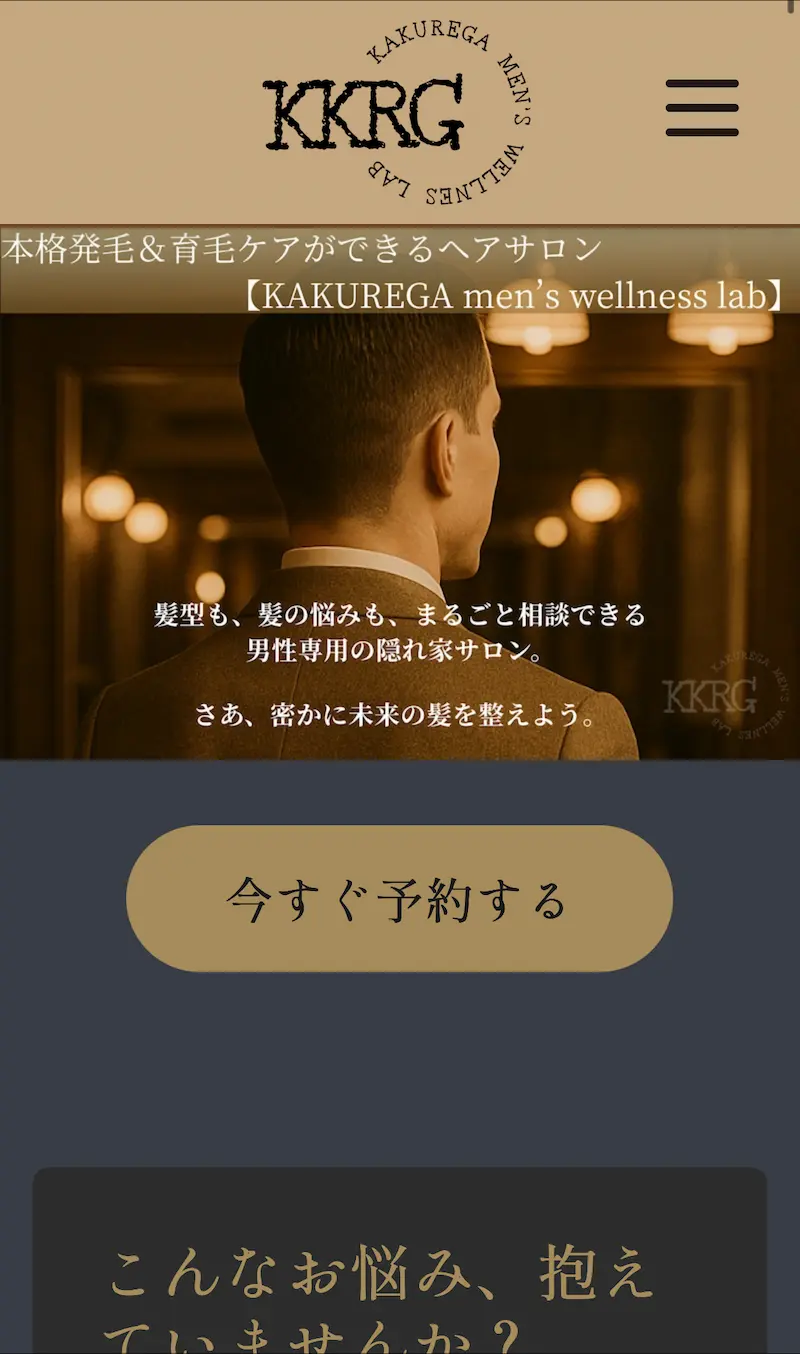 KAKUREGA MEN'S WELLNES LAB
KKRG
本格発毛＆育毛ケアができるヘアサロン
【KAKUREGA men’s wellness lab】
髪型も、髪の悩みも、まるごと相談できる
男性専用の隠れ家サロン。
さあ、密かに未来の髪を整えよう。
KAKUREGA MEN'S WELLNES LAB
KKRG
今すぐ予約する
こんなお悩み、抱え
ていませんか？